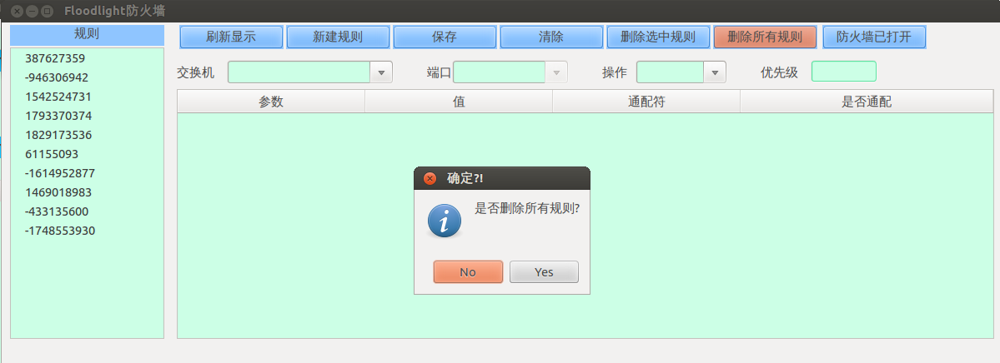 Floodlight防火墙
规则
刷新显示 新建规则 保存 清除 删除选中规则 删除所有规则 防火墙已打开
387627359
-946306942
1542524731
1793370374
1829173536
61155093
-1614952877
1469018983
-433135600
-1748553930
交换机 端口 操作 优先级
参数 值 通配符 是否通配
确定?!
是否删除所有规则?
No Yes